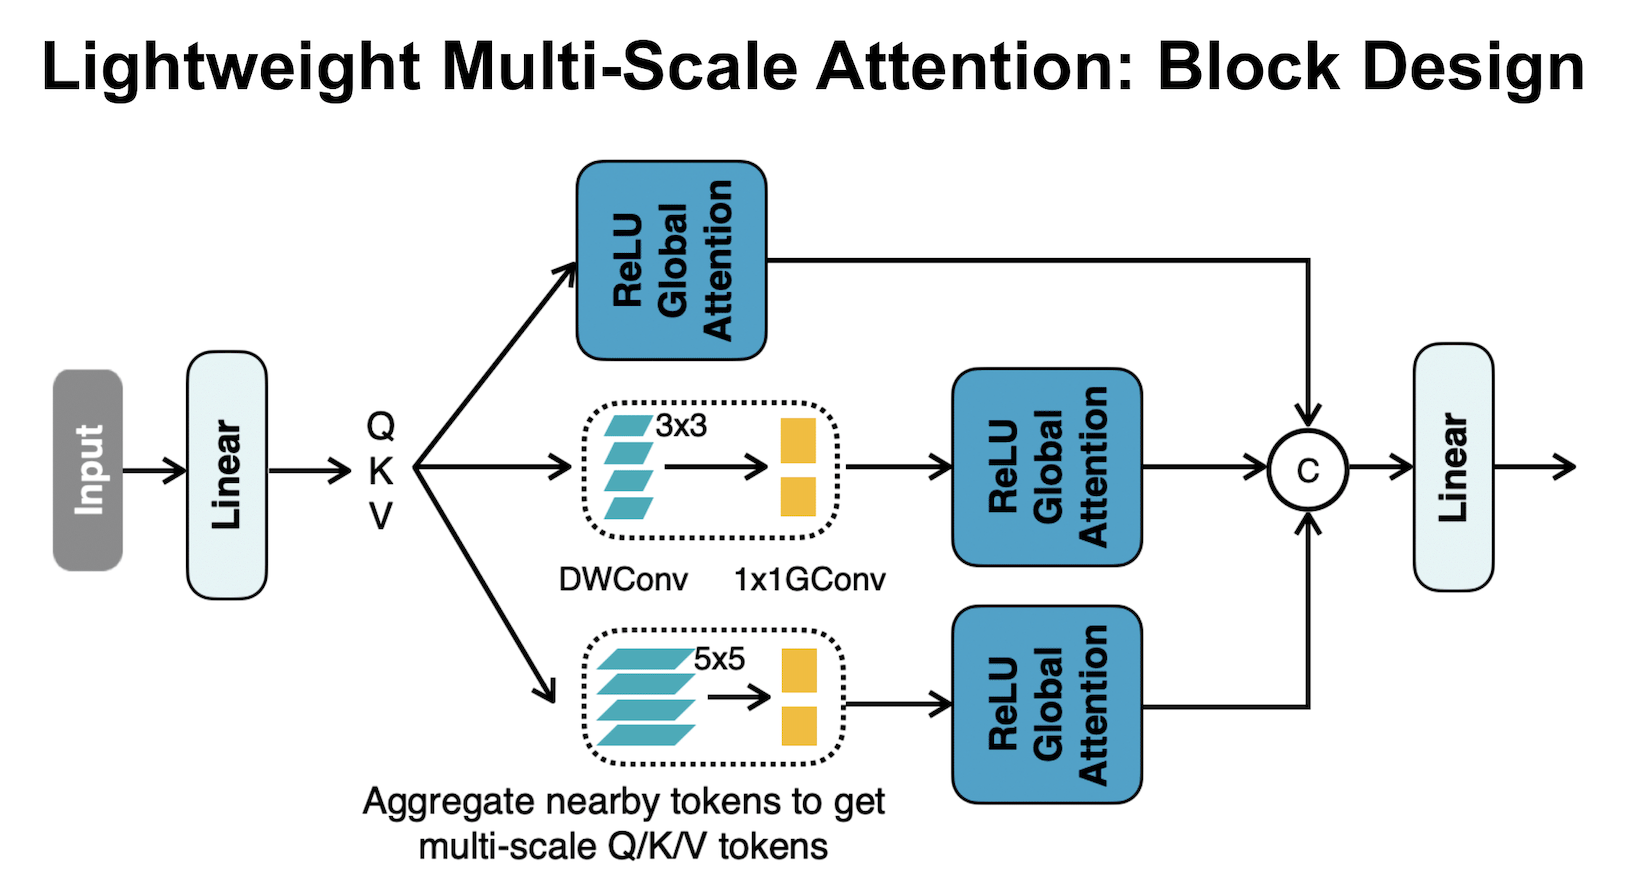 Lightweight Multi-Scale Attention: Block Design
Input
Linear
Q
K
V
ReLU
Global
Attention
3x3
DWConv
1x1GConv
ReLU
Global
Attention
5x5
Aggregate nearby tokens to get
multi-scale Q/K/V tokens
ReLU
Global
Attention
C
Linear